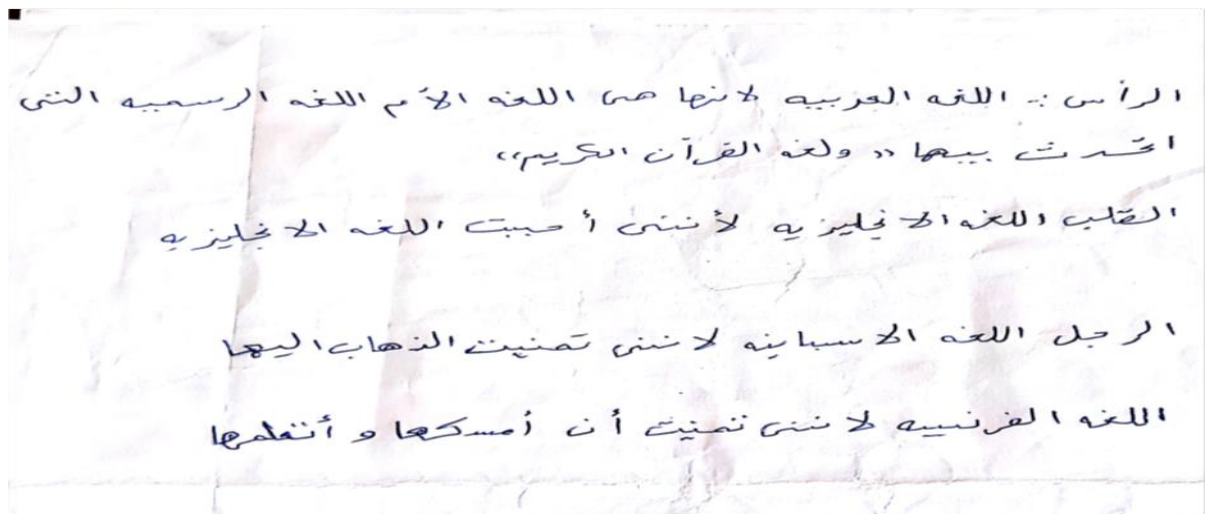 الرأس :- اللغه العربيه لانها هى اللغه الأم اللغه الرسميه التى
اتحدث بيها "ولغه القرآن الكريم"
القلب اللغه الانجليزيه لأننى أحببت اللغه الانجليزيه
الرجل اللغه الاسبانيه لاننى تمنيت الذهاب اليها
اللغه الفرنسيه لاننى تمنيت أن أمسكها و أتعلمها